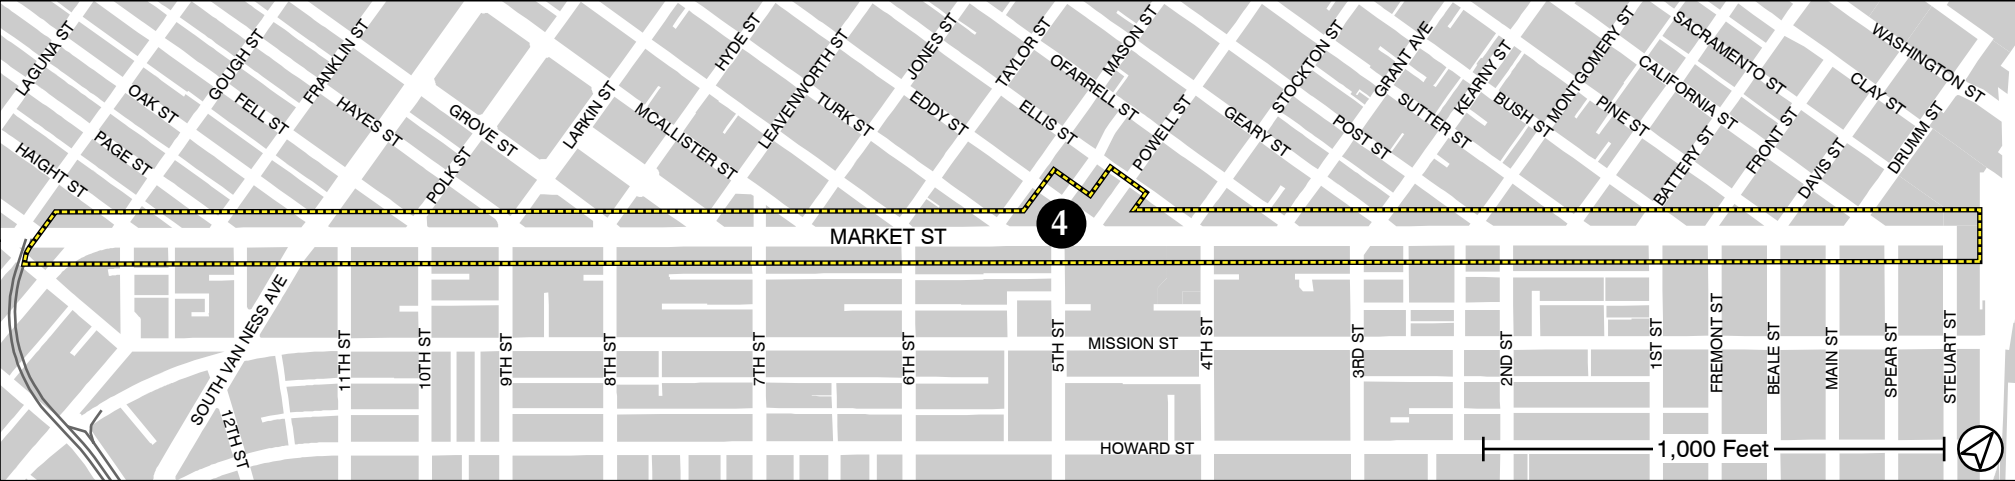 LAGUNA ST
OAK ST
GOUGH ST
FELL ST
FRANKLIN ST
HAYES ST
GROVE ST
LARKIN ST
HYDE ST
MCALLISTER ST
LEAVENWORTH ST
TURK ST
JONES ST
EDDY ST
TAYLOR ST
ELLIS ST
OFARRELL ST
MASON ST
POWELL ST
GEARY ST
STOCKTON ST
POST ST
GRANT AVE
SUTTER ST
KEARNY ST
BUSH ST
MONTGOMERY ST
PINE ST
CALIFORNIA ST
SACRAMENTO ST
BATTERY ST
FRONT ST
CLAY ST
WASHINGTON ST
DAVIS ST
DRUMM ST
HAIGHT ST
PAGE ST
POLK ST
MARKET ST
4
SOUTH VAN NESS AVE
12TH ST
11TH ST
10TH ST
9TH ST
8TH ST
7TH ST
6TH ST
5TH ST
MISSION ST
4TH ST
3RD ST
2ND ST
1ST ST
FREMONT ST
BEALE ST
MAIN ST
SPEAR ST
STEUART ST
HOWARD ST
1,000 Feet